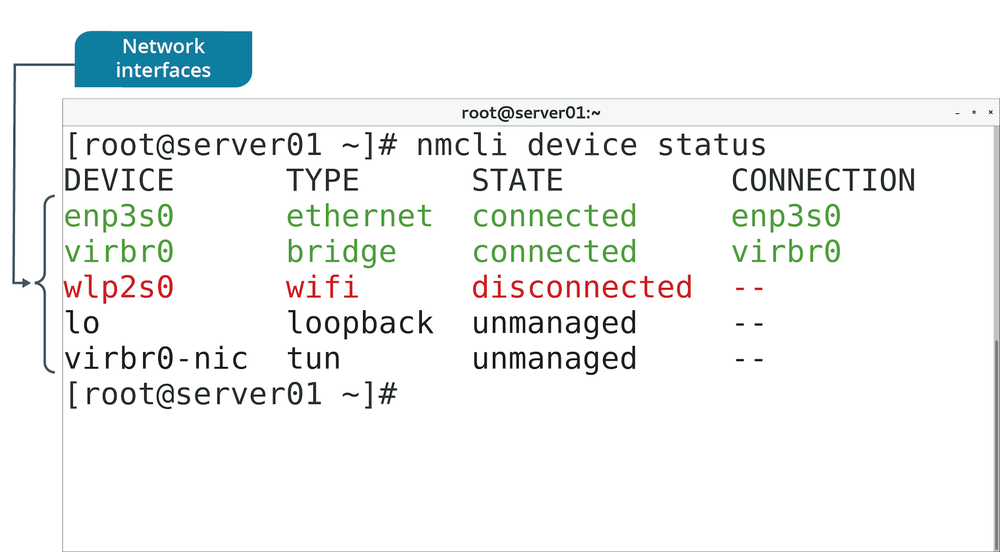 Network
interfaces
root@server01:~
[root@server01 ~]# nmcli device status
DEVICE TYPE STATE CONNECTION
enp3s0 ethernet connected enp3s0
virbr0 bridge connected virbr0
wlp2s0 wifi disconnected --
lo loopback unmanaged --
virbr0-nic tun unmanaged --
[root@server01 ~]#